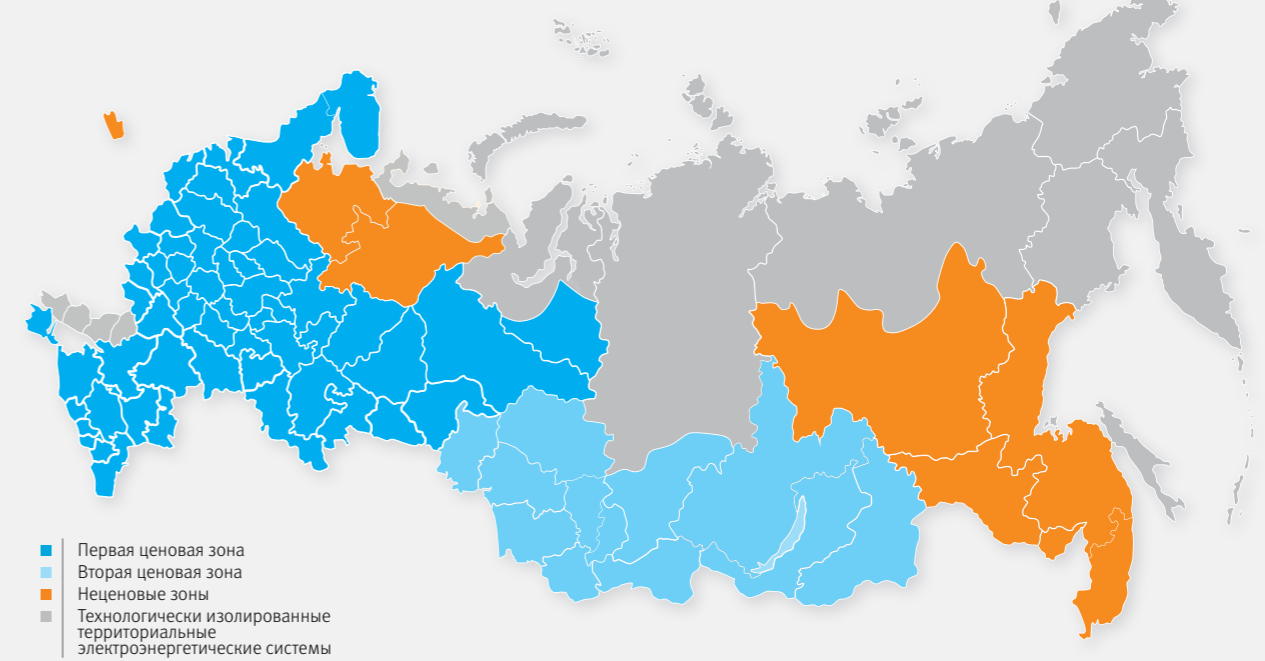 Первая ценовая зона
Вторая ценовая зона
Неценовые зоны
Технологически изолированные
территориальные
электроэнергетические системы